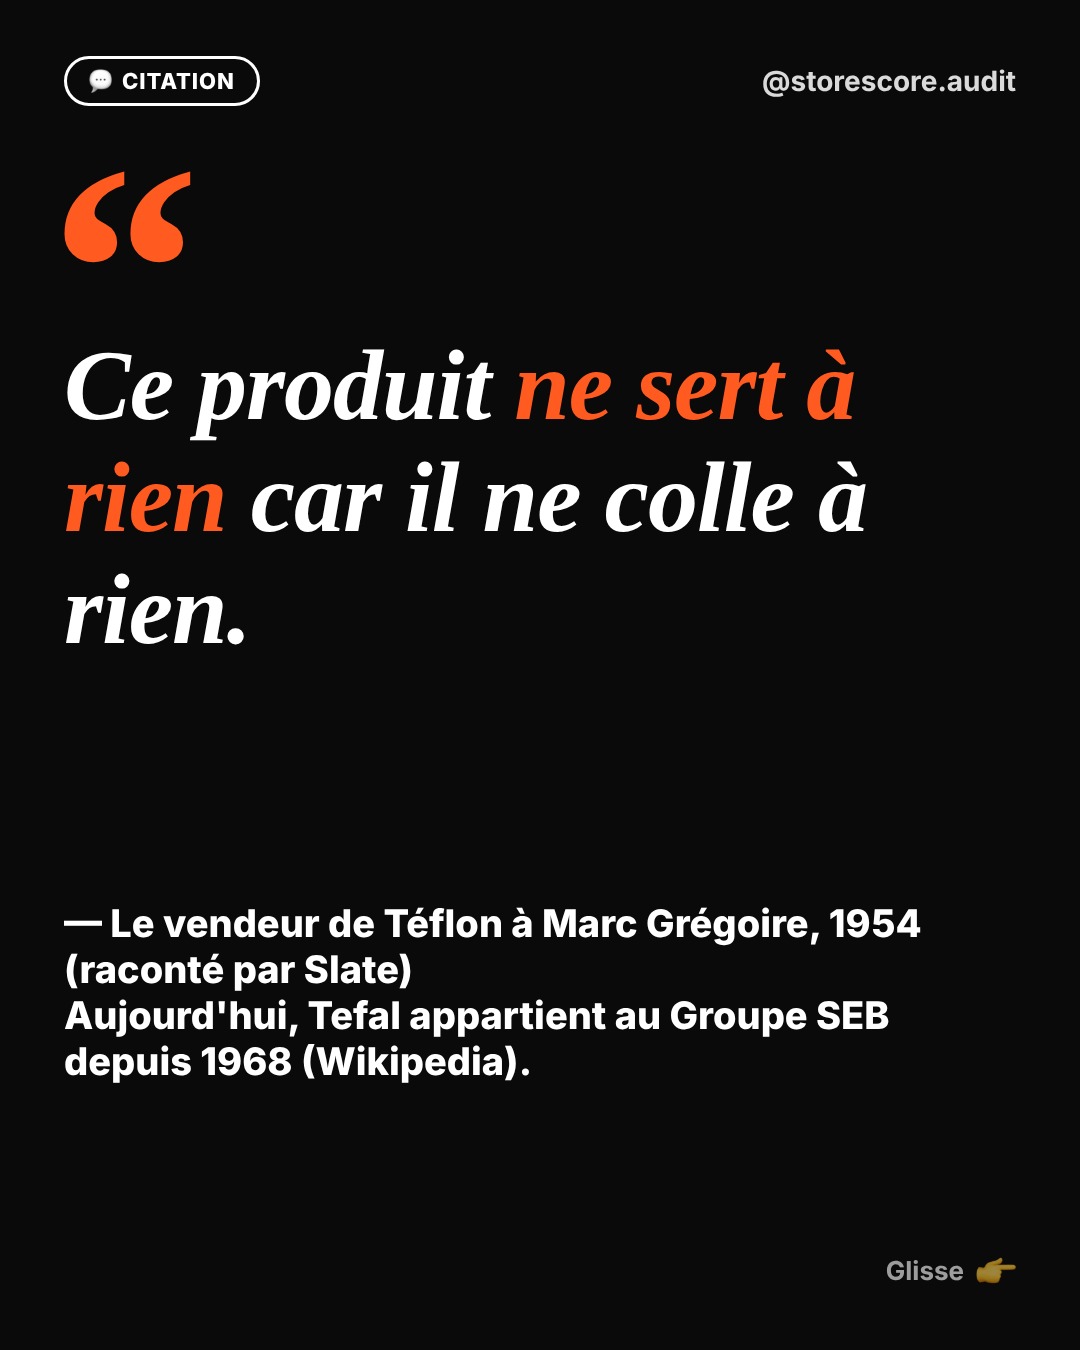 💬 CITATION
@storescore.audit
“
Ce produit ne sert à
rien car il ne colle à
rien.
— Le vendeur de Téflon à Marc Grégoire, 1954
(raconté par Slate)
Aujourd'hui, Tefal appartient au Groupe SEB
depuis 1968 (Wikipedia).
Glisse 👉